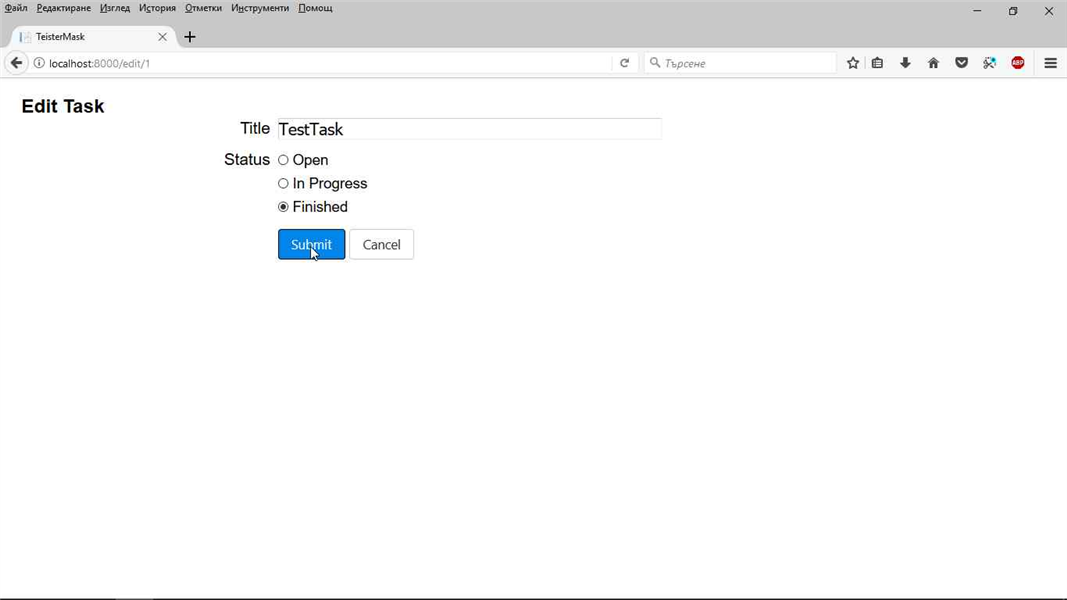 Файл Редактиране Изглед История Отметки Инструменти Помощ
TeisterMask
localhost:8000/edit/1
Търсене
ABP
Edit Task
Title TestTask
Status Open
In Progress
Finished
Submit Cancel